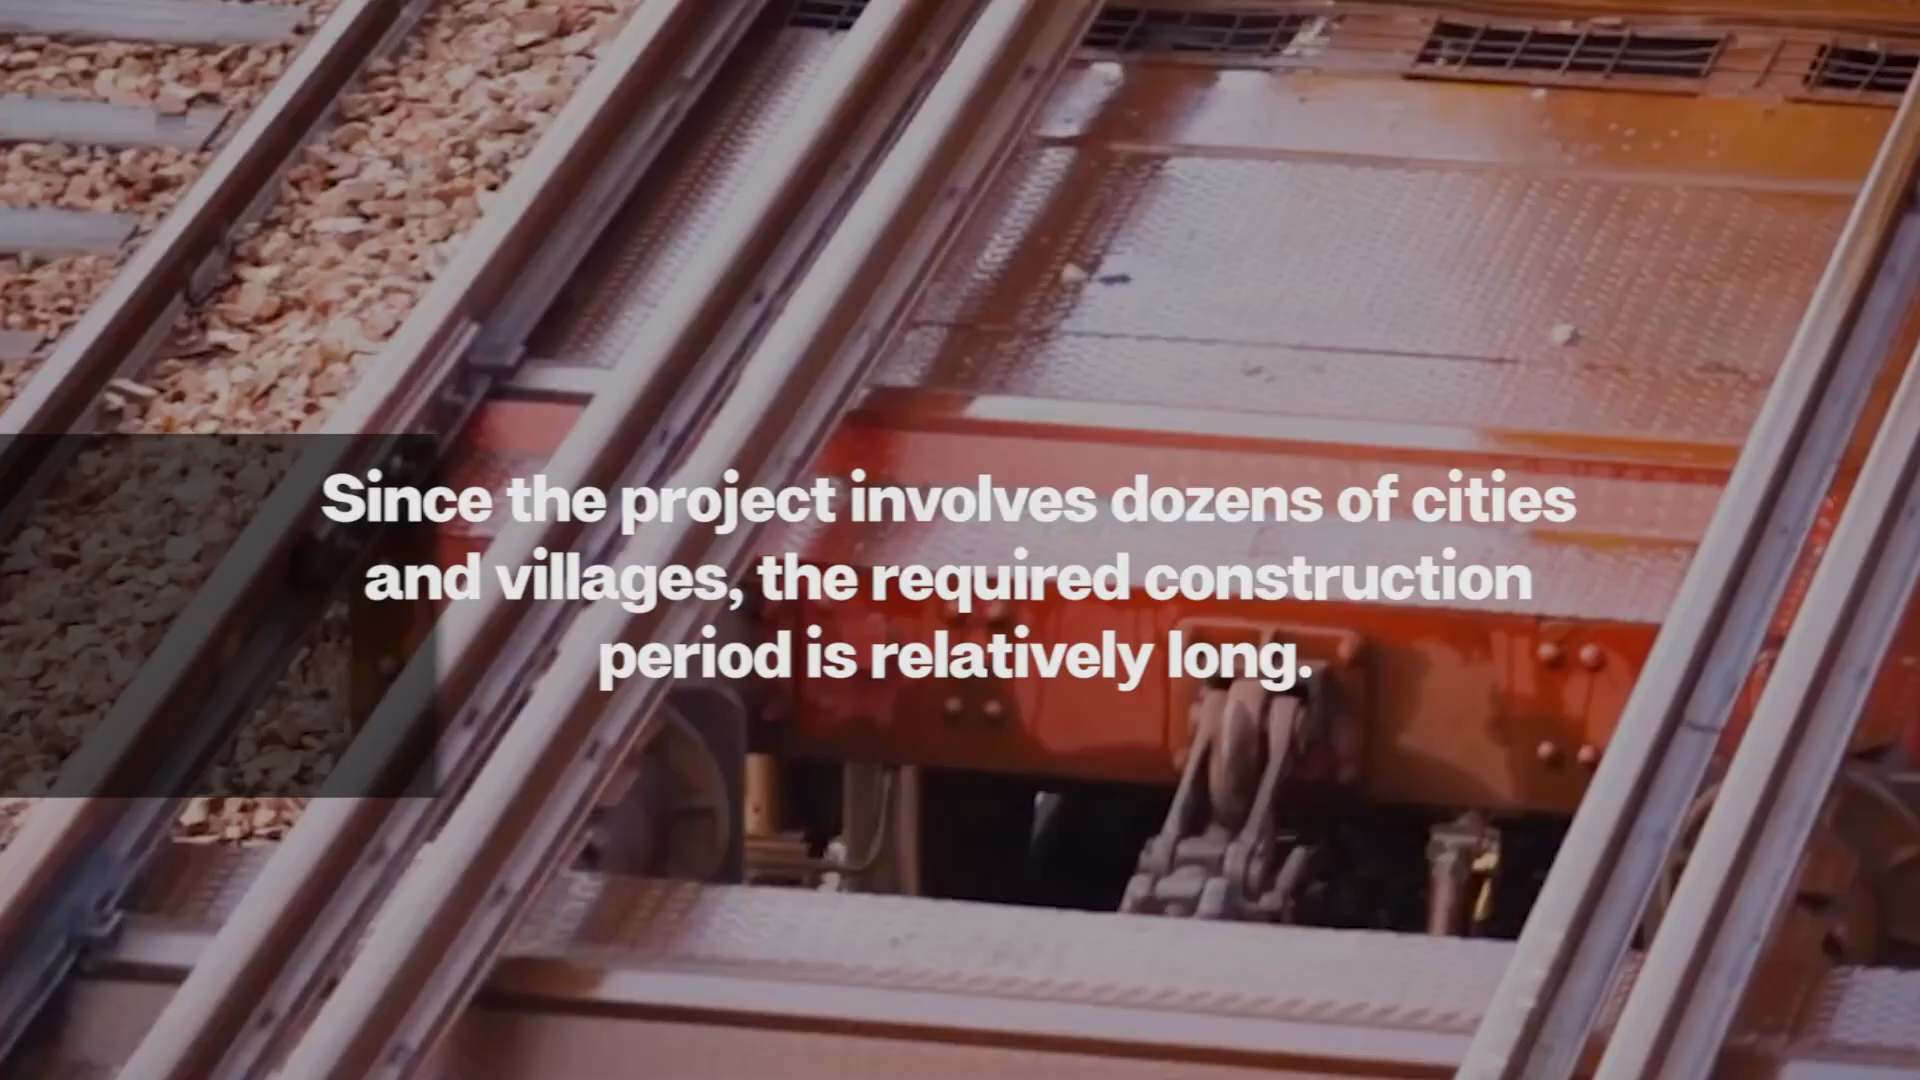 Since the project involves dozens of cities
and villages, the required construction
period is relatively long.